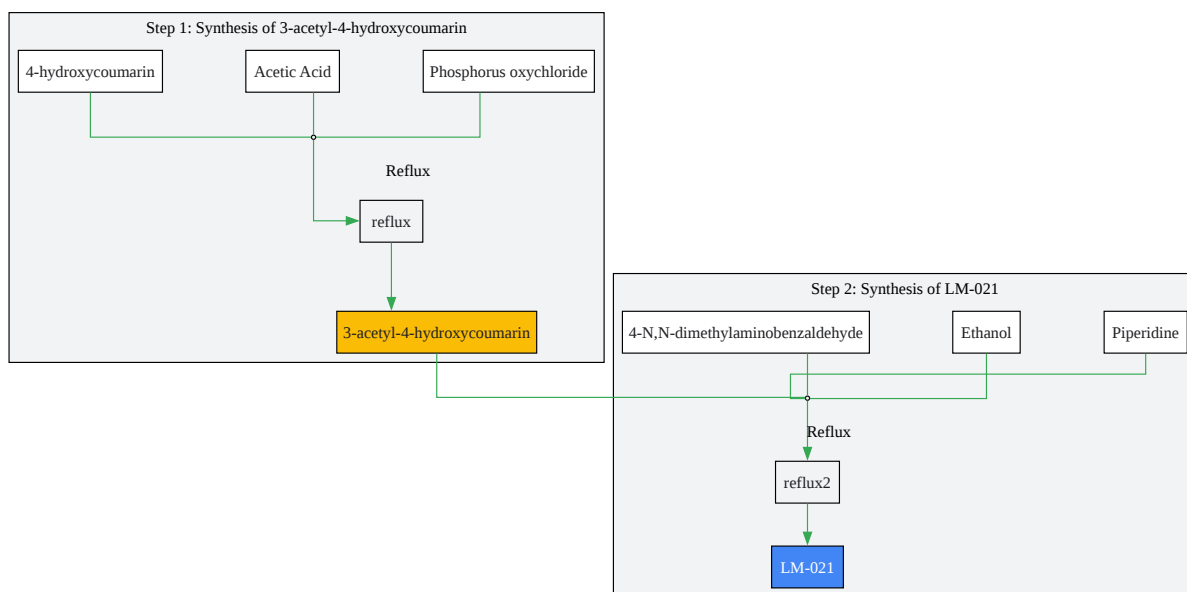 Step 1: Synthesis of 3-acetyl-4-hydroxycoumarin
4-hydroxycoumarin
Acetic Acid
Phosphorus oxychloride
Reflux
reflux
3-acetyl-4-hydroxycoumarin
Step 2: Synthesis of LM-021
4-N,N-dimethylaminobenzaldehyde
Ethanol
Piperidine
Reflux
reflux2
LM-021